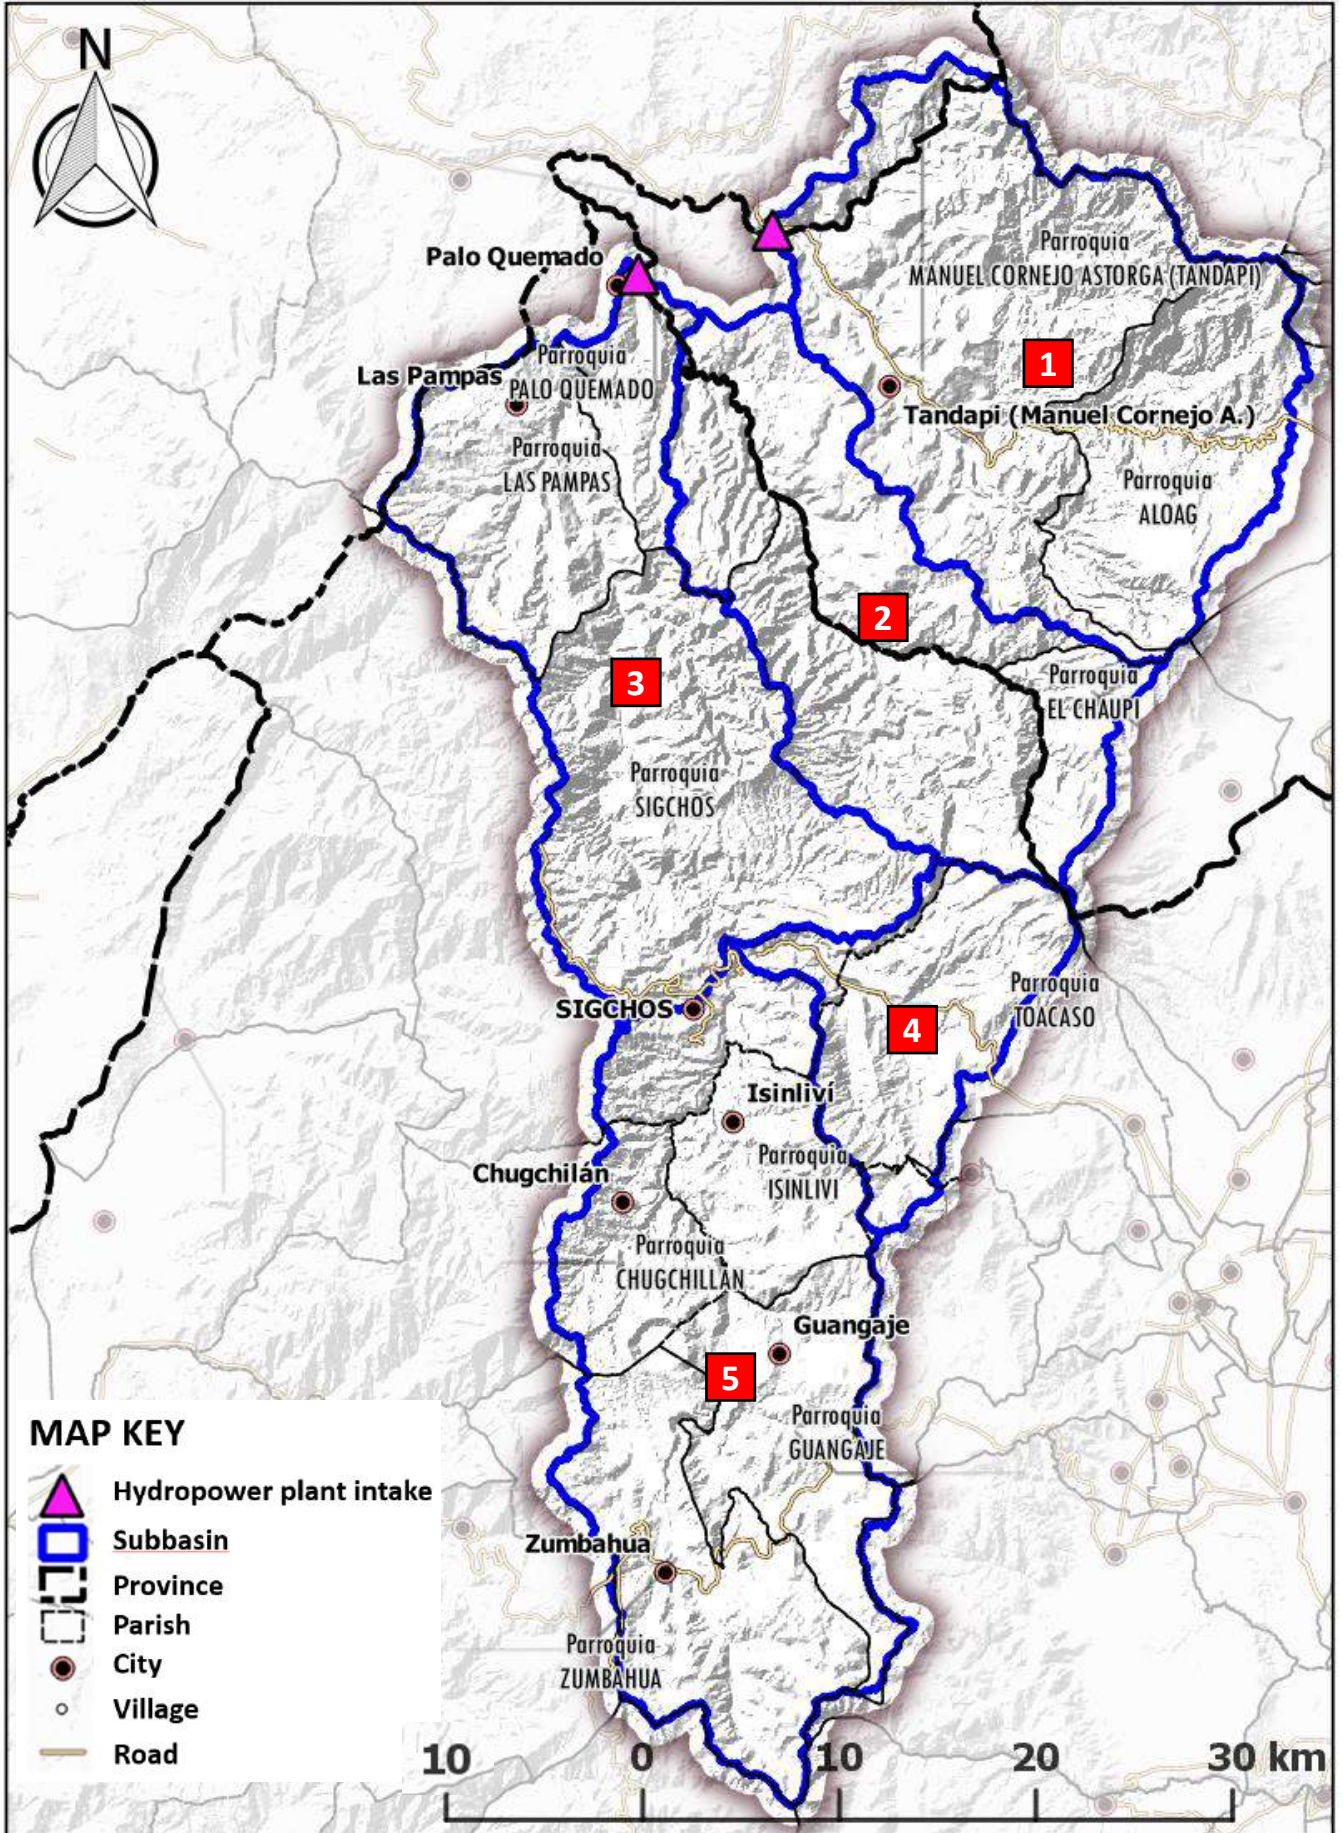 N
Palo Quemado
Parroquia
MANUEL CORNEJO ASTORGA (TANDAPI)
1
Parroquia
PALO QUEMADO
Las Pampas
Tandapi (Manuel Cornejo A.)
Parroquia
LAS PAMPAS
Parroquia
ALOAG
2
3
Parroquia
EL CHAUPI
Parroquia
SIGCHOS
Parroquia
TOACASO
SIGCHOS
4
Isinliví
Parroquia
ISINLIVI
Chugchilán
Parroquia
CHUGCHILLAN
Guangaje
5
Parroquia
GUANGAJE
Zumbahua
Parroquia
ZUMBAHUA
MAP KEY
Hydropower plant intake
Subbasin
Province
Parish
City
Village
Road
10 0 10 20 30 km